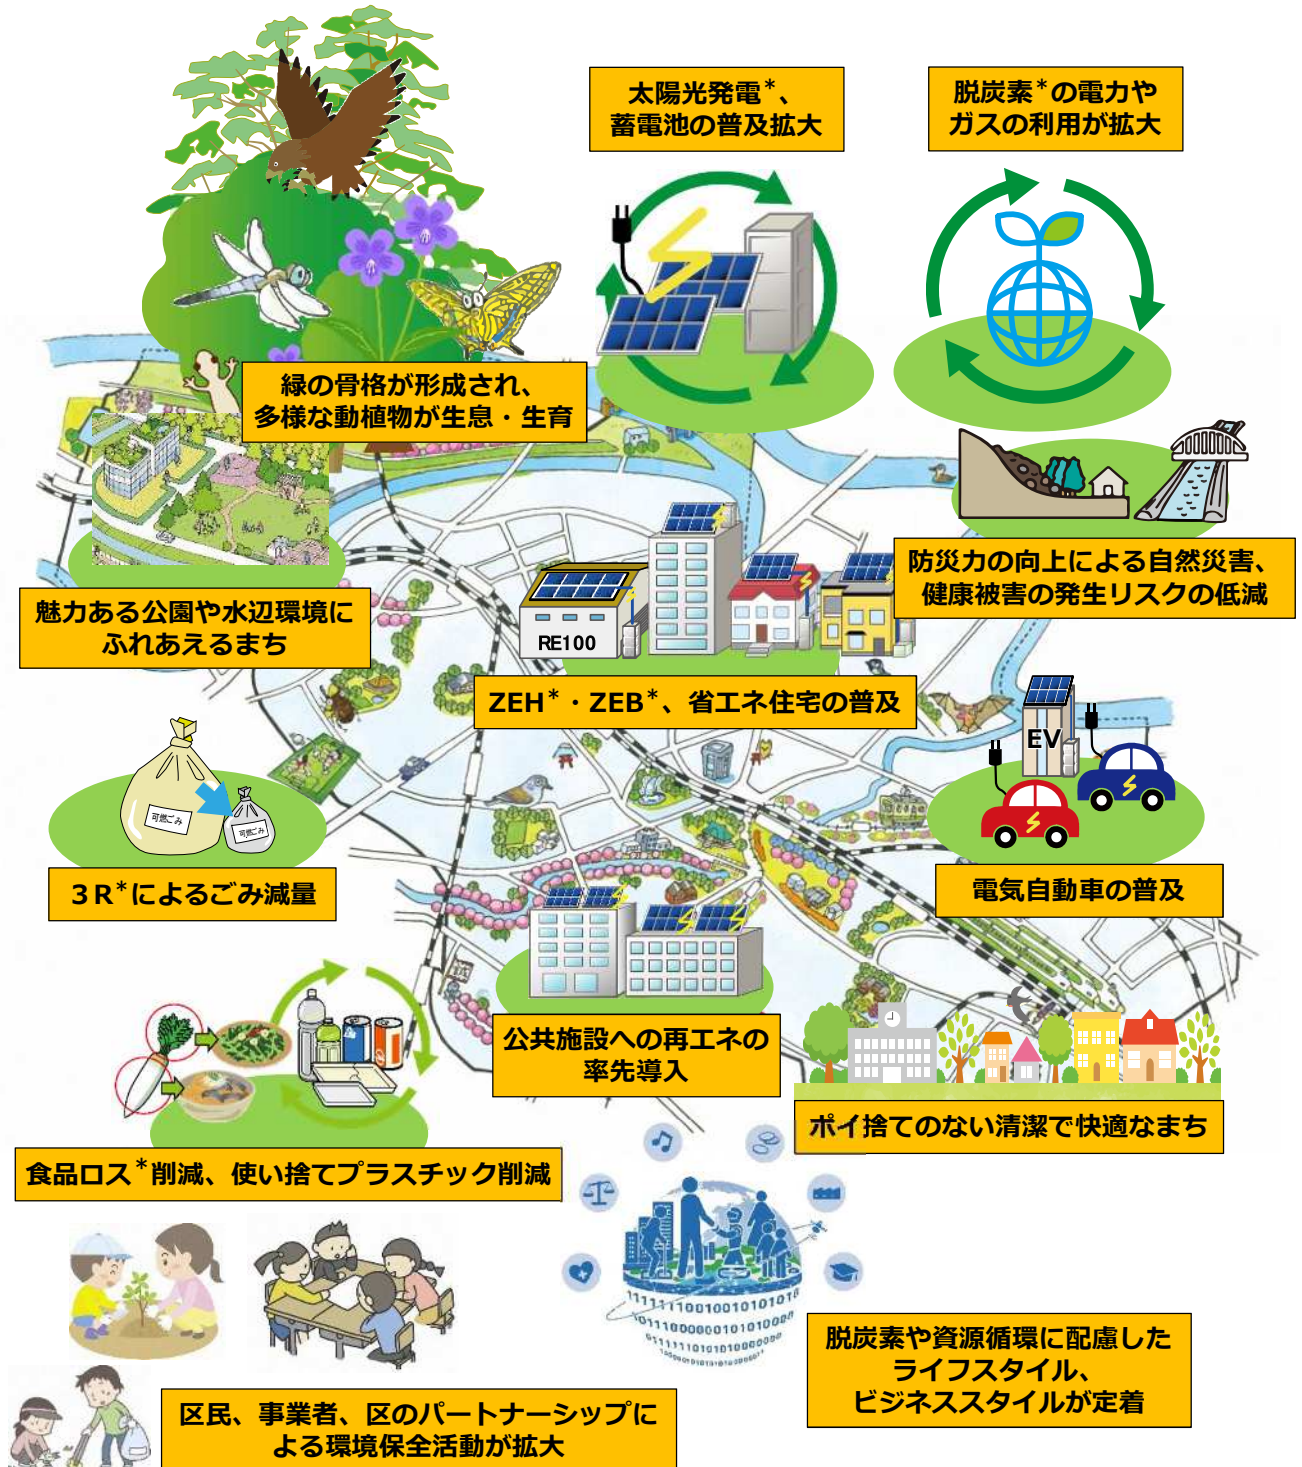 太陽光発電*、
蓄電池の普及拡大
脱炭素*の電力や
ガスの利用が拡大
緑の骨格が形成され、
多様な動植物が生息・生育
防災力の向上による自然災害、
健康被害の発生リスクの低減
魅力ある公園や水辺環境に
ふれあえるまち
RE100
ZEH*・ZEB*、省エネ住宅の普及
EV
可燃ごみ
可燃ごみ
3R*によるごみ減量
電気自動車の普及
公共施設への再エネの
率先導入
ポイ捨てのない清潔で快適なまち
食品ロス*削減、使い捨てプラスチック削減
脱炭素や資源循環に配慮した
ライフスタイル、
ビジネススタイルが定着
区民、事業者、区のパートナーシップに
よる環境保全活動が拡大